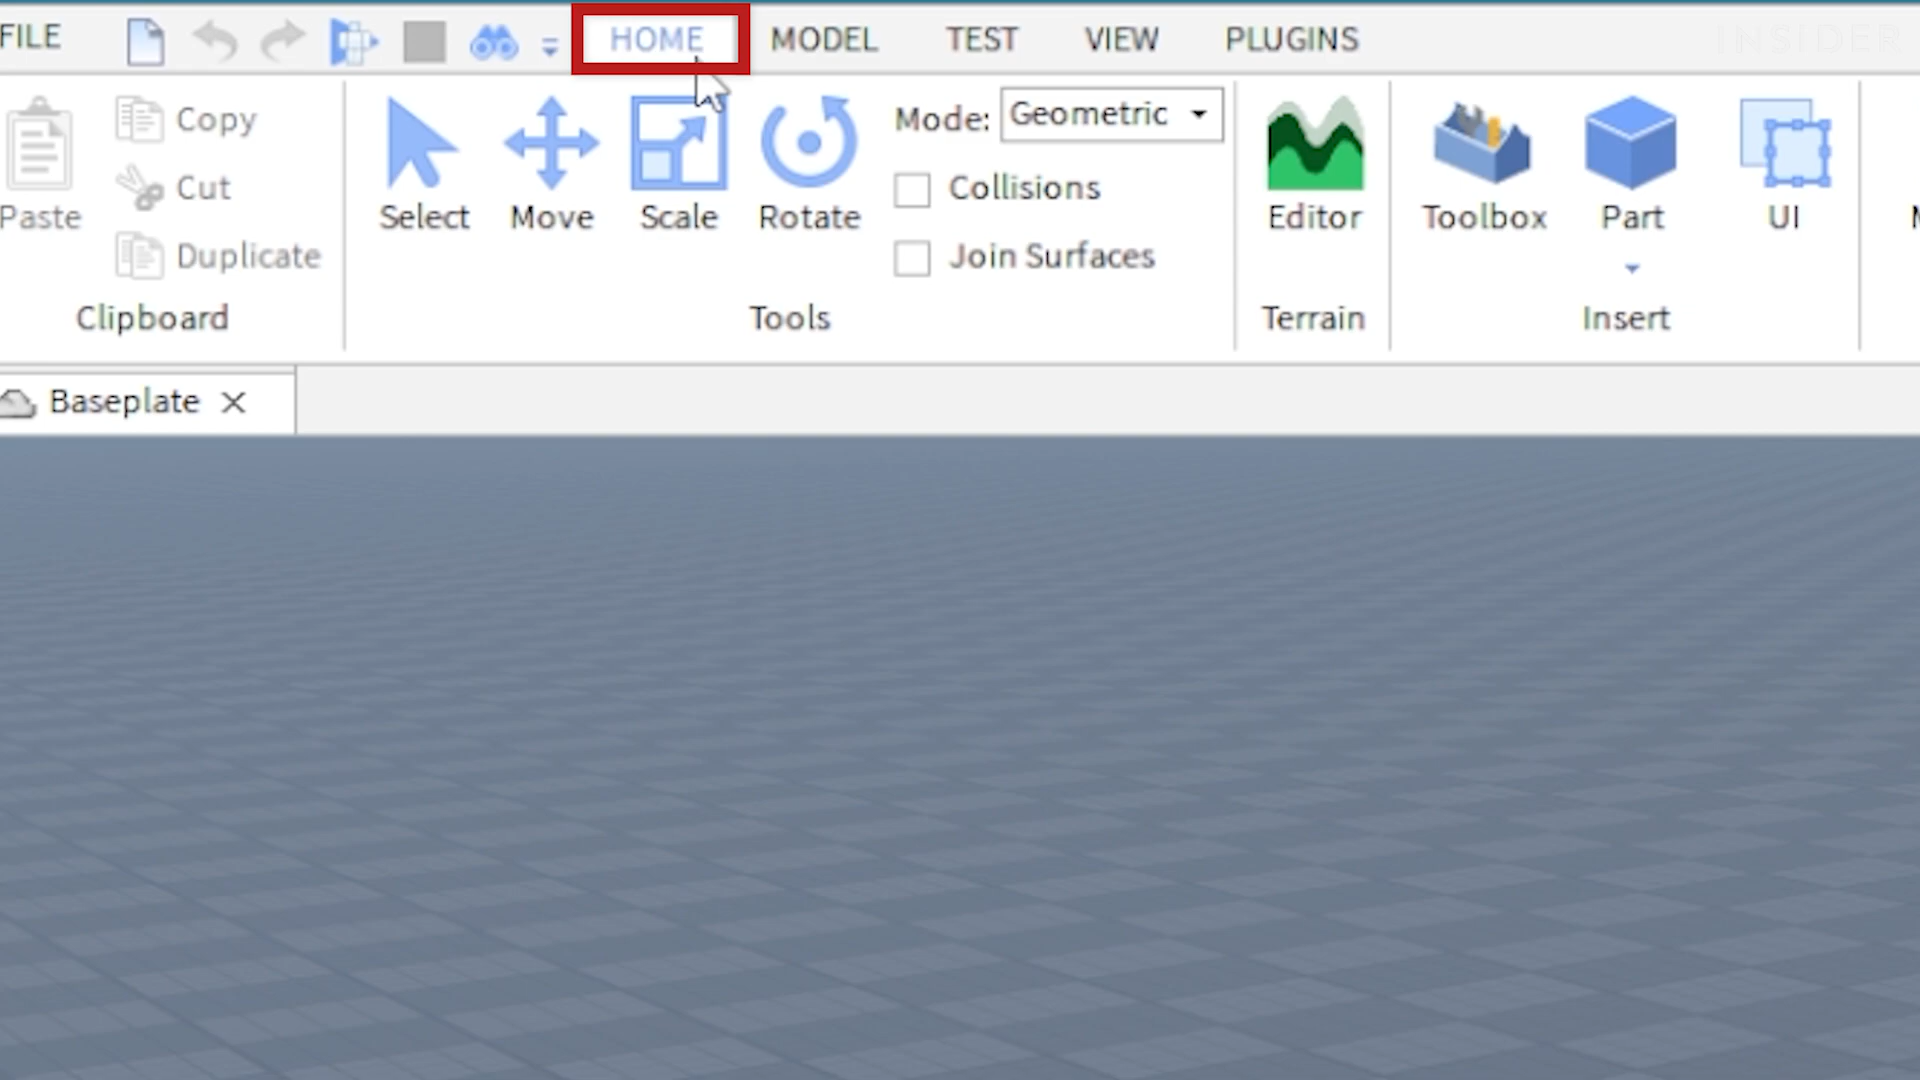 FILE HOME MODEL TEST VIEW PLUGINS INSIDER
Copy
Cut
Paste
Duplicate
Clipboard
Select Move Scale Rotate
Mode: Geometric
Collisions
Join Surfaces
Tools
Editor
Terrain
Toolbox Part UI
Insert
Baseplate